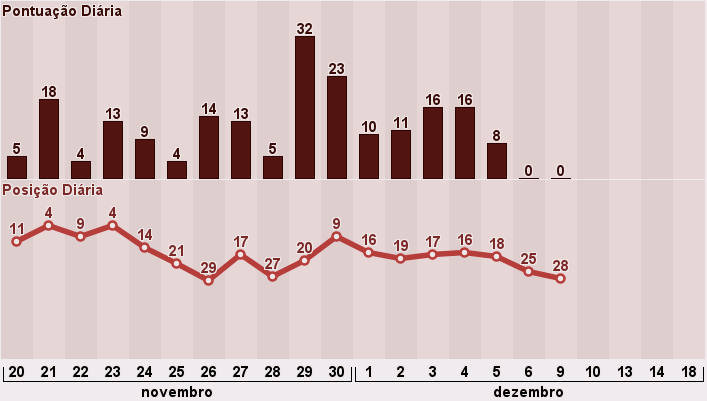 Pontuação Diária
5 18 4 13 9 4 14 13 5 32 23 10 11 16 16 8 0 0
Posição Diária
11 4 9 4 14 21 29 17 27 20 9 16 19 17 16 18 25 28
20 21 22 23 24 25 26 27 28 29 30 1 2 3 4 5 6 9 10 13 14 18
novembro dezembro